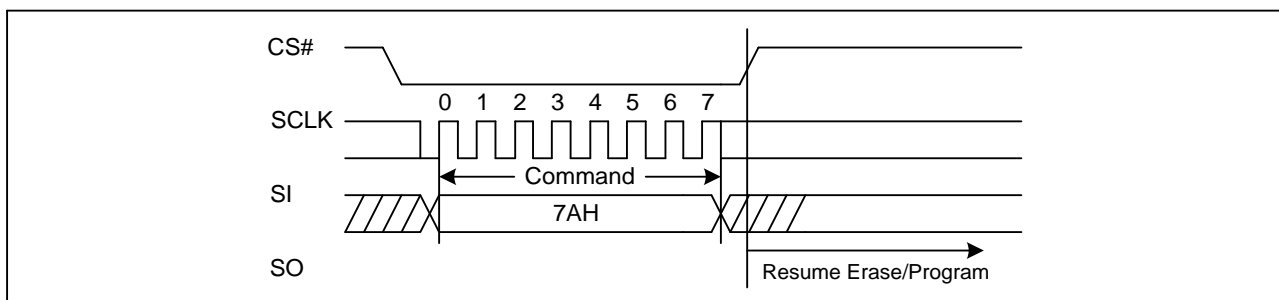 CS#
0 1 2 3 4 5 6 7
SCLK
Command
SI
7AH
SO
Resume Erase/Program